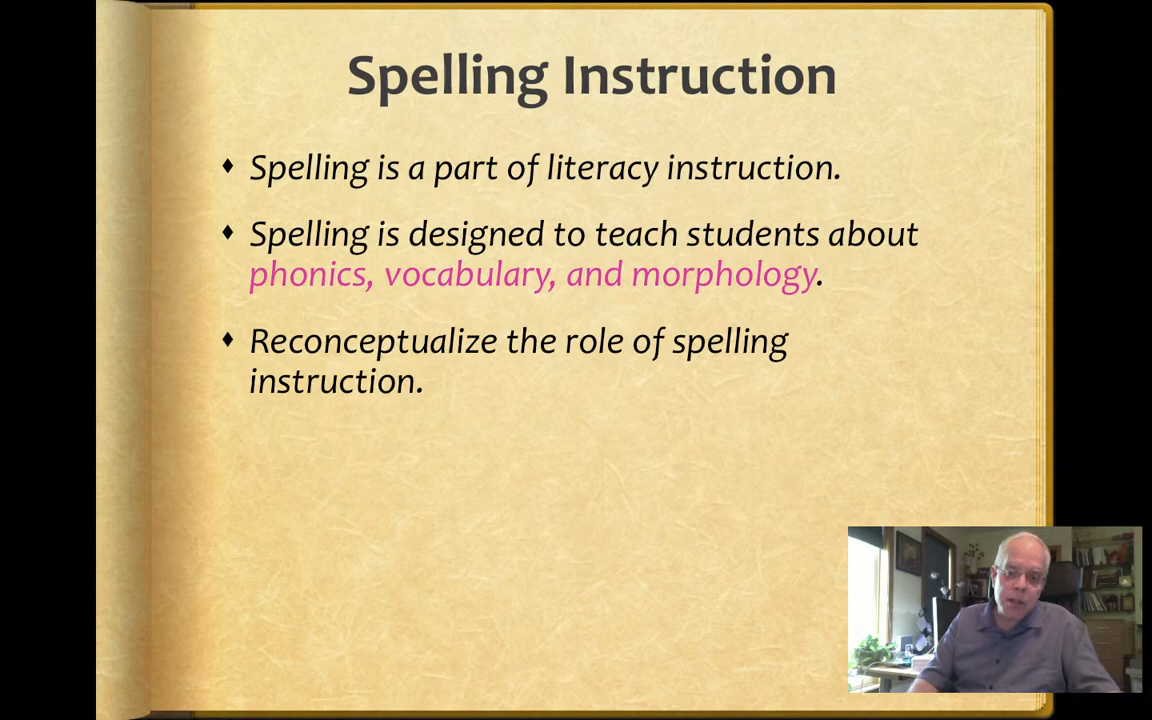 Spelling Instruction
♦ Spelling is a part of literacy instruction.
♦ Spelling is designed to teach students about
phonics, vocabulary, and morphology.
♦ Reconceptualize the role of spelling
instruction.